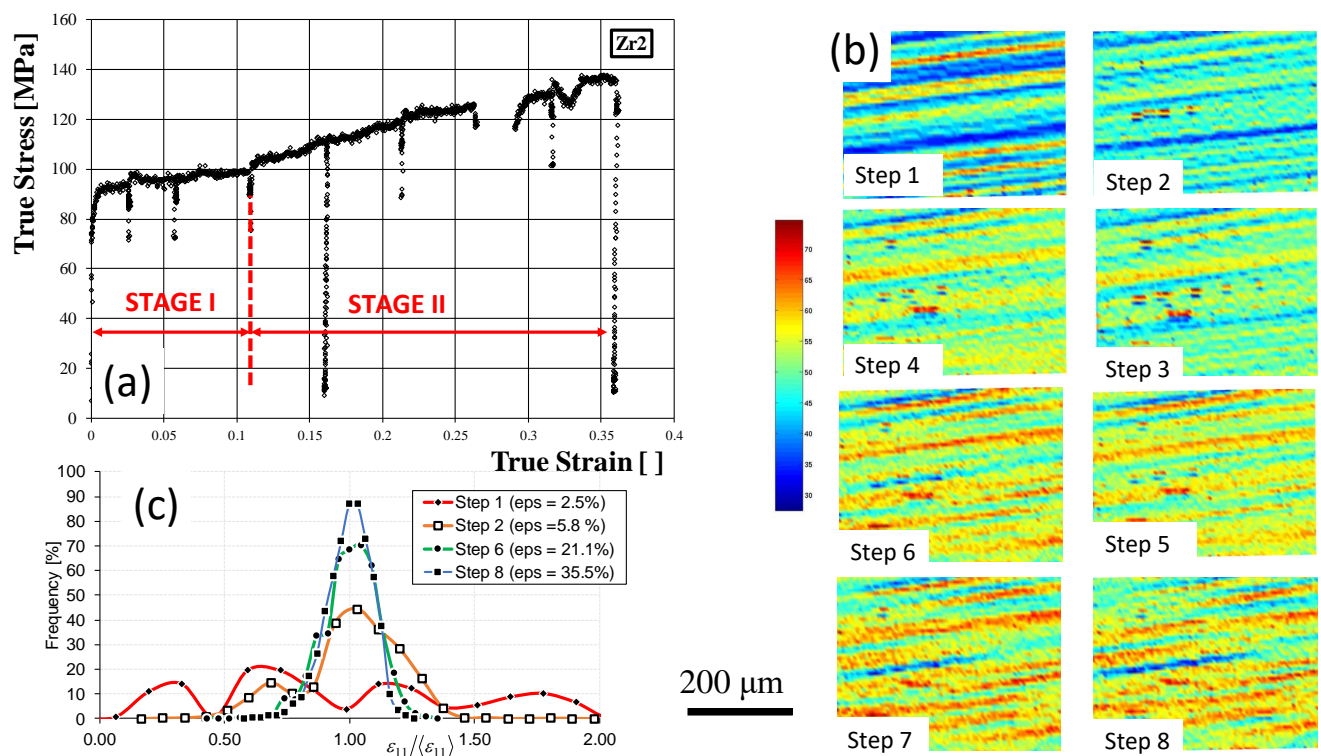 True Stress [MPa]
160
140
120
100
80
60
40
20
0
Zr2
STAGE I
STAGE II
(a)
0 0.05 0.1 0.15 0.2 0.25 0.3 0.35 0.4
True Strain [ ]
(b)
Step 1
Step 2
Step 4
Step 3
70
65
60
55
50
45
40
35
30
Step 6
Step 5
Step 7
Step 8
(c)
Frequency [%]
100
90
80
70
60
50
40
30
20
10
0
Step 1 (eps = 2.5%)
Step 2 (eps =5.8 %)
Step 6 (eps = 21.1%)
Step 8 (eps = 35.5%)
0.00 0.50 1.00 1.50 2.00
ε₁₁/⟨ε₁₁⟩
200 μm